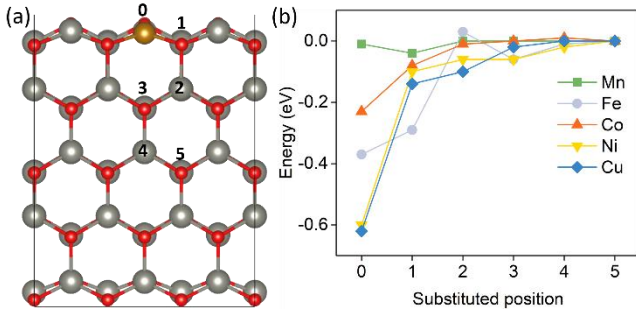 (a)
0
1
3
2
4
5
(b)
Energy (eV)
0.0
-0.2
-0.4
-0.6
Mn
Fe
Co
Ni
Cu
0 1 2 3 4 5
Substituted position